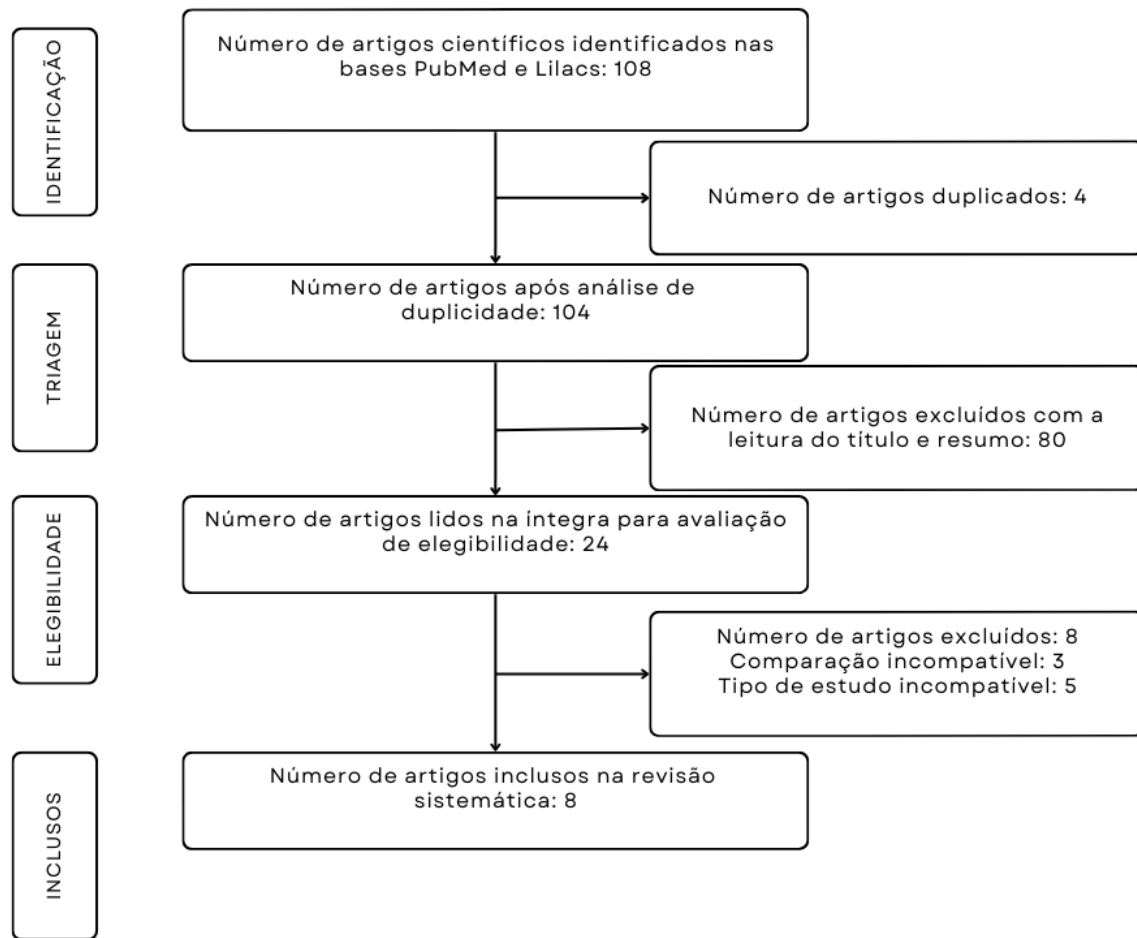 IDENTIFICAÇÃO
Número de artigos científicos identificados nas
bases PubMed e Lilacs: 108
Número de artigos duplicados: 4
TRIAGEM
Número de artigos após análise de
duplicidade: 104
Número de artigos excluídos com a
leitura do título e resumo: 80
ELEGIBILIDADE
Número de artigos lidos na íntegra para avaliação
de elegibilidade: 24
Número de artigos excluídos: 8
Comparação incompatível: 3
Tipo de estudo incompatível: 5
INCLUSOS
Número de artigos inclusos na revisão
sistemática: 8